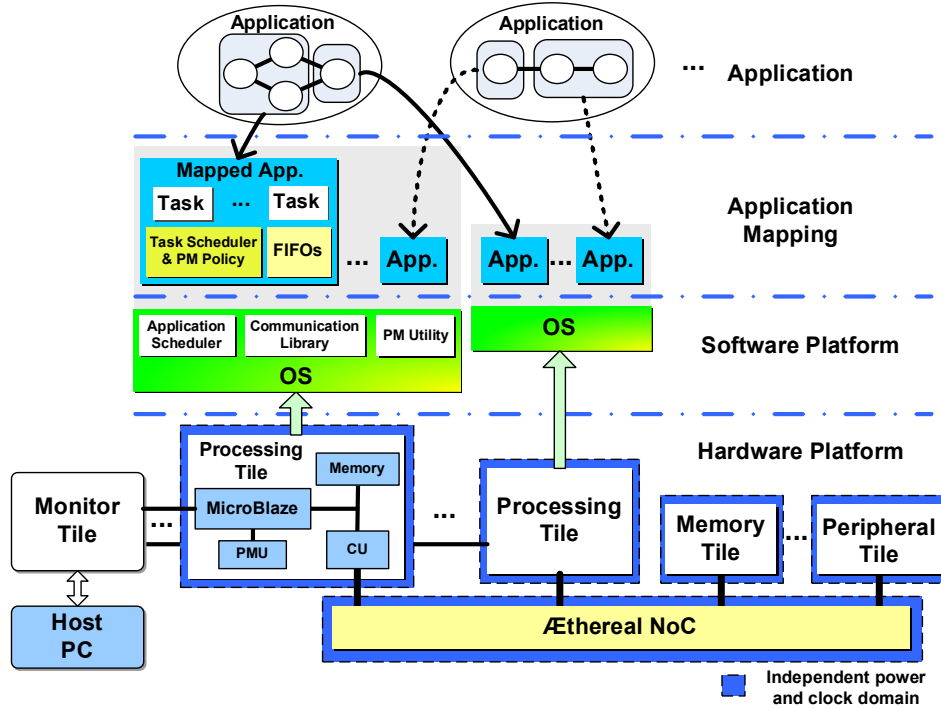 Application
Application
... Application
Mapped App.
Task ... Task
Task Scheduler
& PM Policy
FIFOs
... App.
App. ... App.
Application
Mapping
Application
Scheduler
Communication
Library
PM Utility
OS
OS
Software Platform
Hardware Platform
Processing
Tile
Memory
MicroBlaze
PMU
CU
Monitor
Tile
...
...
Processing
Tile
Memory
Tile
...
Peripheral
Tile
Host
PC
Æthereal NoC
Independent power
and clock domain